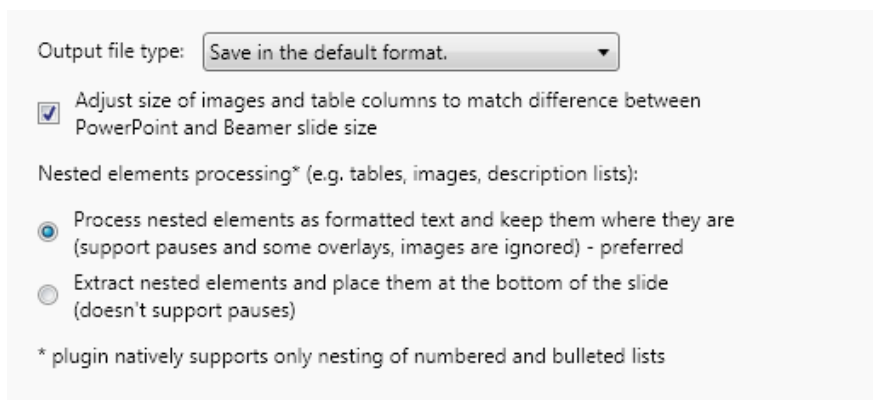 Output file type: Save in the default format.
Adjust size of images and table columns to match difference between
PowerPoint and Beamer slide size
Nested elements processing* (e.g. tables, images, description lists):
Process nested elements as formatted text and keep them where they are
(support pauses and some overlays, images are ignored) - preferred
Extract nested elements and place them at the bottom of the slide
(doesn't support pauses)
* plugin natively supports only nesting of numbered and bulleted lists